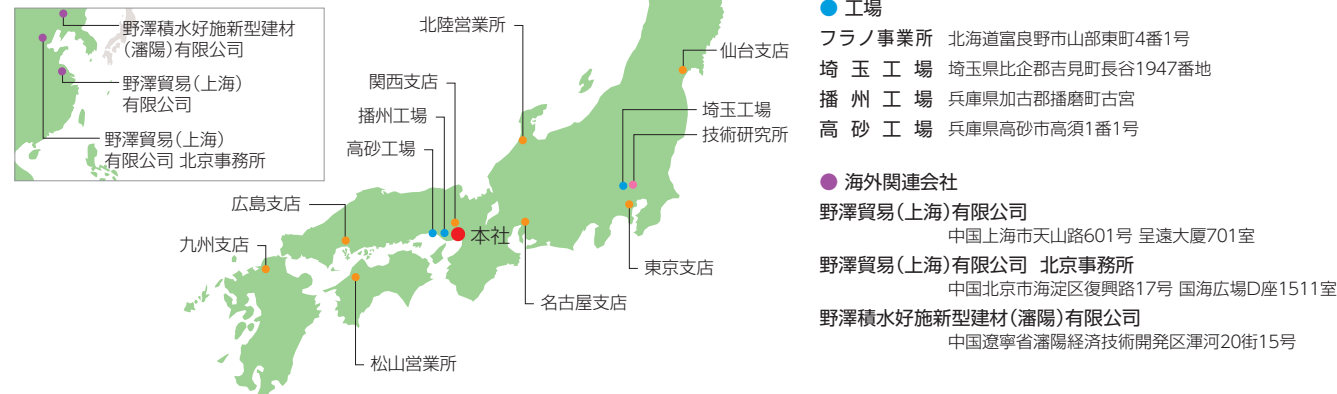 野澤積水好施新型建材
(瀋陽)有限公司
野澤貿易(上海)
有限公司
野澤貿易(上海)
有限公司 北京事務所
北陸営業所
仙台支店
関西支店
播州工場
高砂工場
埼玉工場
技術研究所
広島支店
九州支店
本社
東京支店
名古屋支店
松山営業所
工場
フラノ事業所 北海道富良野市山部東町4番1号
埼玉工場 埼玉県比企郡吉見町長谷1947番地
播州工場 兵庫県加古郡播磨町古宮
高砂工場 兵庫県高砂市高須1番1号
海外関連会社
野澤貿易(上海)有限公司
中国上海市天山路601号 呈遠大厦701室
野澤貿易(上海)有限公司 北京事務所
中国北京市海淀区復興路17号 国海広場D座1511室
野澤積水好施新型建材(瀋陽)有限公司
中国遼寧省瀋陽経済技術開発区渾河20街15号